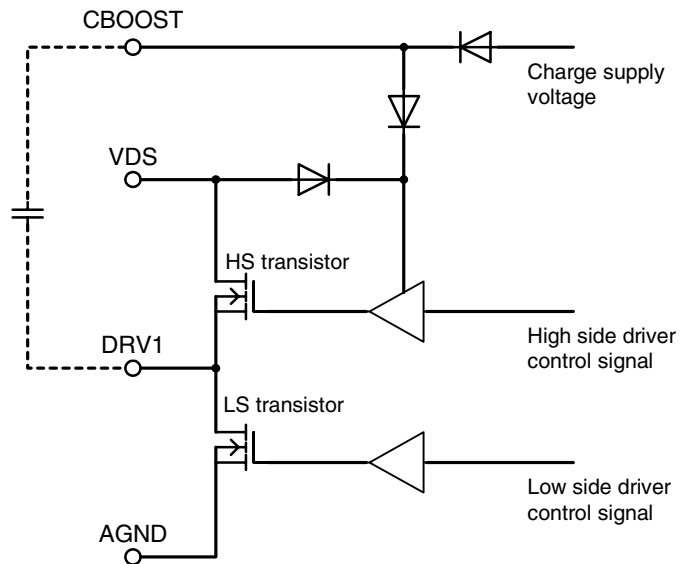 CBOOST
Charge supply
voltage
VDS
HS transistor
High side driver
control signal
DRV1
LS transistor
Low side driver
control signal
AGND